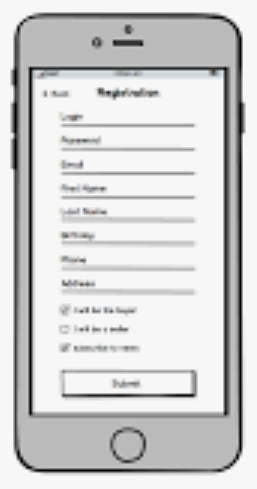 < Back Registration
Login
Password
Email
First Name
Last Name
Birthday
Phone
Address
I will be the buyer
I will be a seller
subscribe to news
Submit